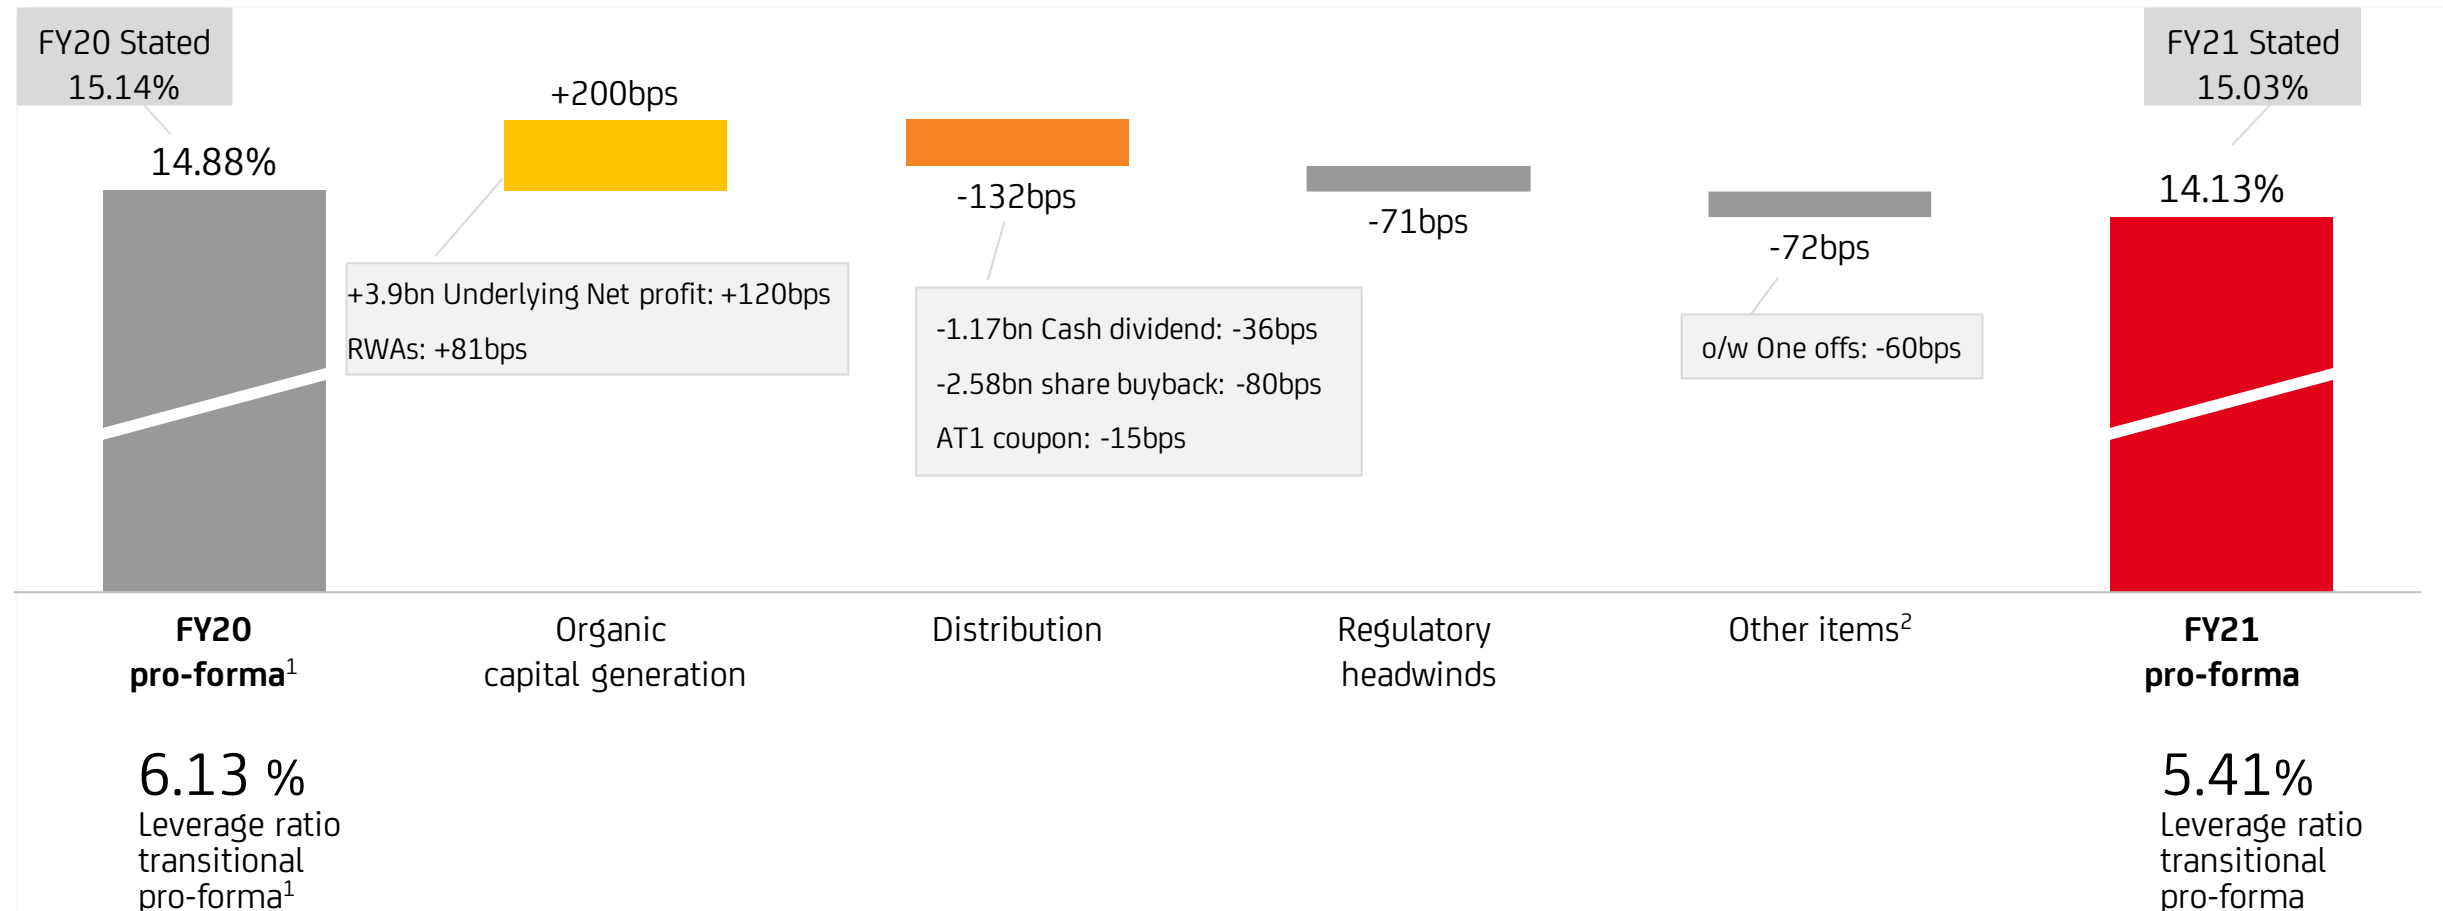 FY20 Stated
15.14%
14.88%
+200bps
-132bps
-71bps
-72bps
FY21 Stated
15.03%
14.13%
+3.9bn Underlying Net profit: +120bps
RWAs: +81bps
-1.17bn Cash dividend: -36bps
-2.58bn share buyback: -80bps
AT1 coupon: -15bps
o/w One offs: -60bps
FY20
pro-forma¹
Organic
capital generation
Distribution
Regulatory
headwinds
Other items²
FY21
pro-forma
6.13 %
Leverage ratio
transitional
pro-forma¹
5.41%
Leverage ratio
transitional
pro-forma